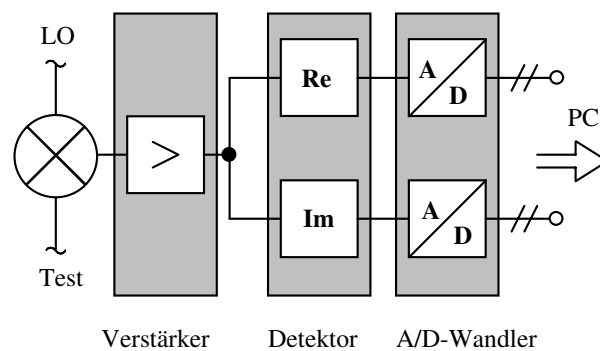 LO
Re
A
D
PC
>
Im
A
D
Test
Verstärker Detektor A/D-Wandler